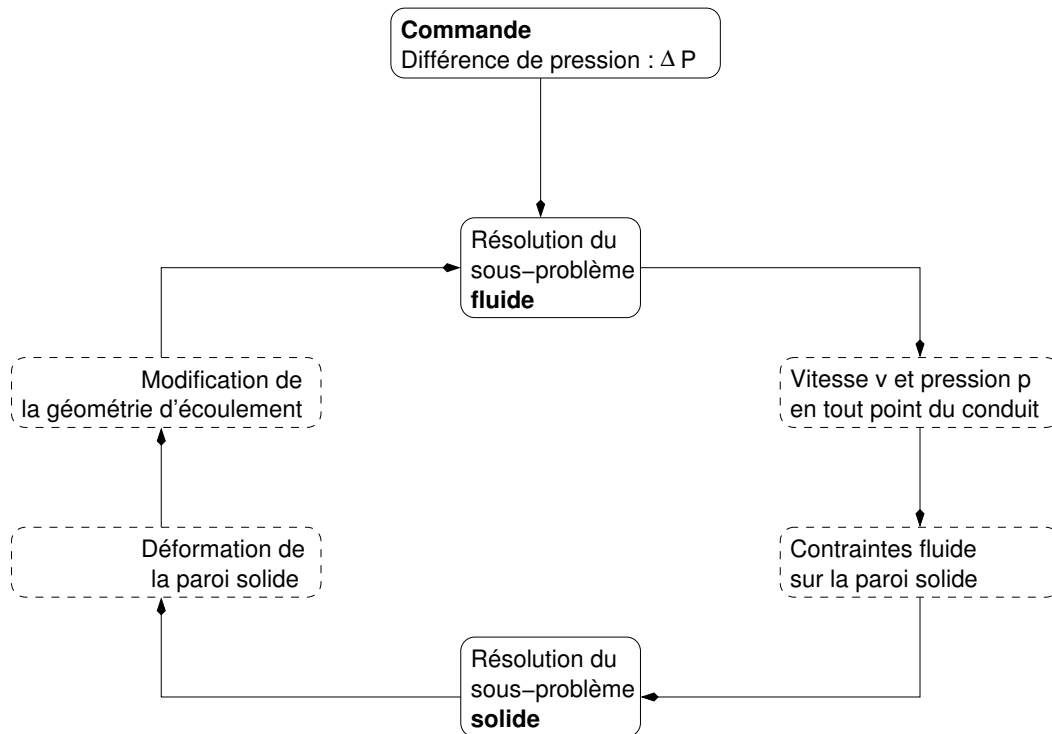 Commande
Différence de pression : Δ P
Résolution du
sous−problème
fluide
Modification de
la géométrie d'écoulement
Vitesse v et pression p
en tout point du conduit
Déformation de
la paroi solide
Contraintes fluide
sur la paroi solide
Résolution du
sous−problème
solide